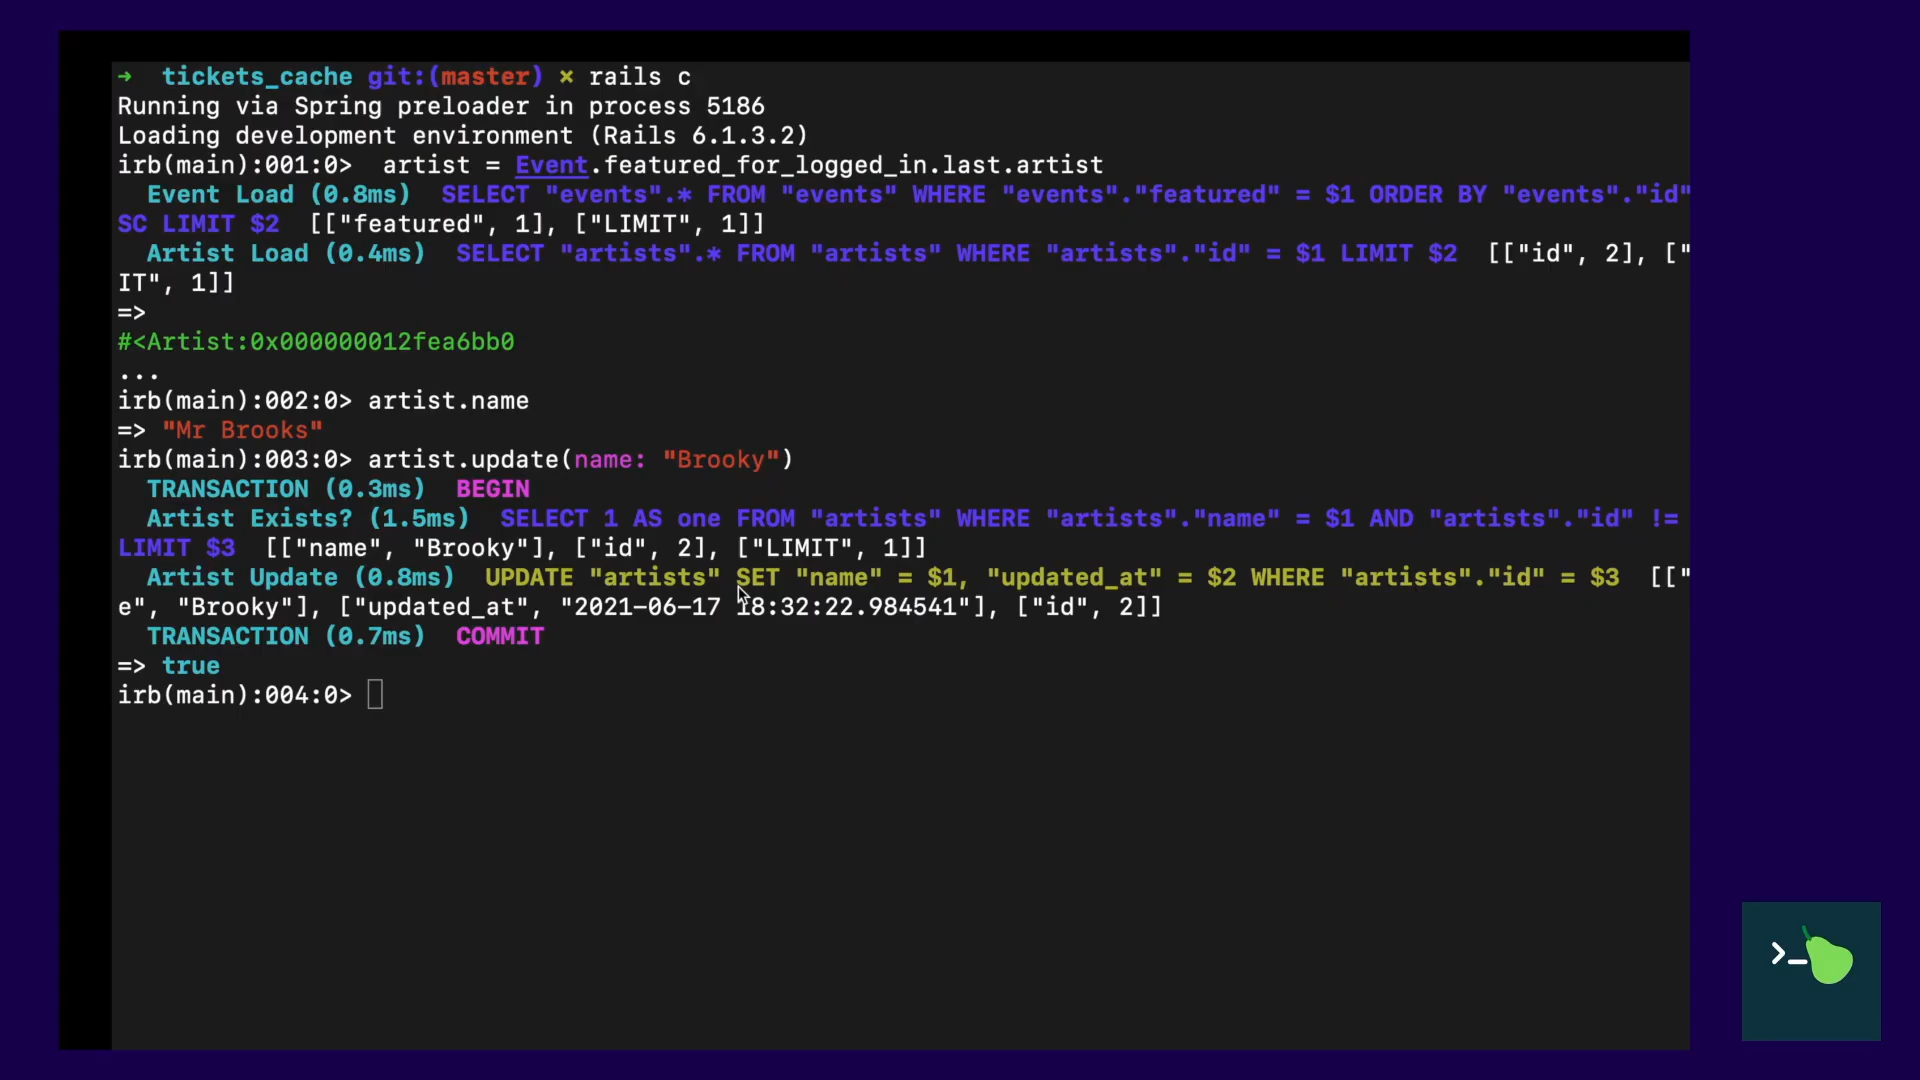 → tickets_cache git:(master) × rails c
Running via Spring preloader in process 5186
Loading development environment (Rails 6.1.3.2)
irb(main):001:0>  artist = Event.featured_for_logged_in.last.artist
  Event Load (0.8ms)  SELECT "events".* FROM "events" WHERE "events"."featured" = $1 ORDER BY "events"."id"
SC LIMIT $2  [["featured", 1], ["LIMIT", 1]]
  Artist Load (0.4ms)  SELECT "artists".* FROM "artists" WHERE "artists"."id" = $1 LIMIT $2  [["id", 2], ["
IT", 1]]
=>
#<Artist:0x000000012fea6bb0
...
irb(main):002:0> artist.name
=> "Mr Brooks"
irb(main):003:0> artist.update(name: "Brooky")
  TRANSACTION (0.3ms)  BEGIN
  Artist Exists? (1.5ms)  SELECT 1 AS one FROM "artists" WHERE "artists"."name" = $1 AND "artists"."id" !=
LIMIT $3  [["name", "Brooky"], ["id", 2], ["LIMIT", 1]]
  Artist Update (0.8ms)  UPDATE "artists" SET "name" = $1, "updated_at" = $2 WHERE "artists"."id" = $3  [["
e", "Brooky"], ["updated_at", "2021-06-17 18:32:22.984541"], ["id", 2]]
  TRANSACTION (0.7ms)  COMMIT
=> true
irb(main):004:0>
>_